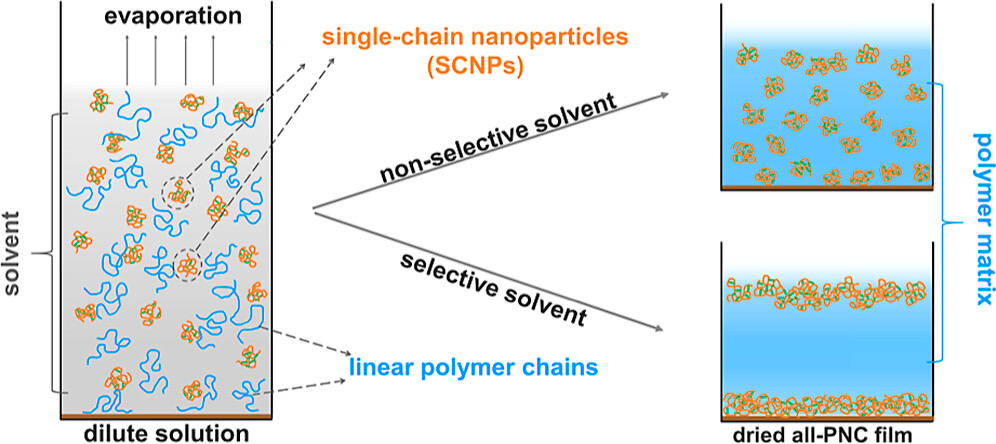 evaporation
single-chain nanoparticles
(SCNPs)
solvent
non-selective solvent
selective solvent
linear polymer chains
polymer matrix
dilute solution
dried all-PNC film